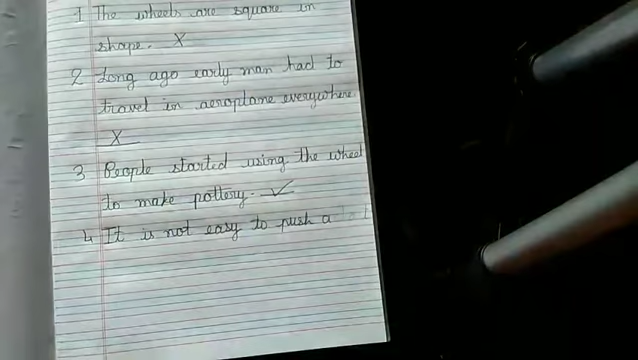 1 The wheels are square in
shape. X
2 Long ago early man had to
travel in aeroplane everywhere.
X
3 People started using the wheel
to make pottery. ✓
4 It is not easy to push a